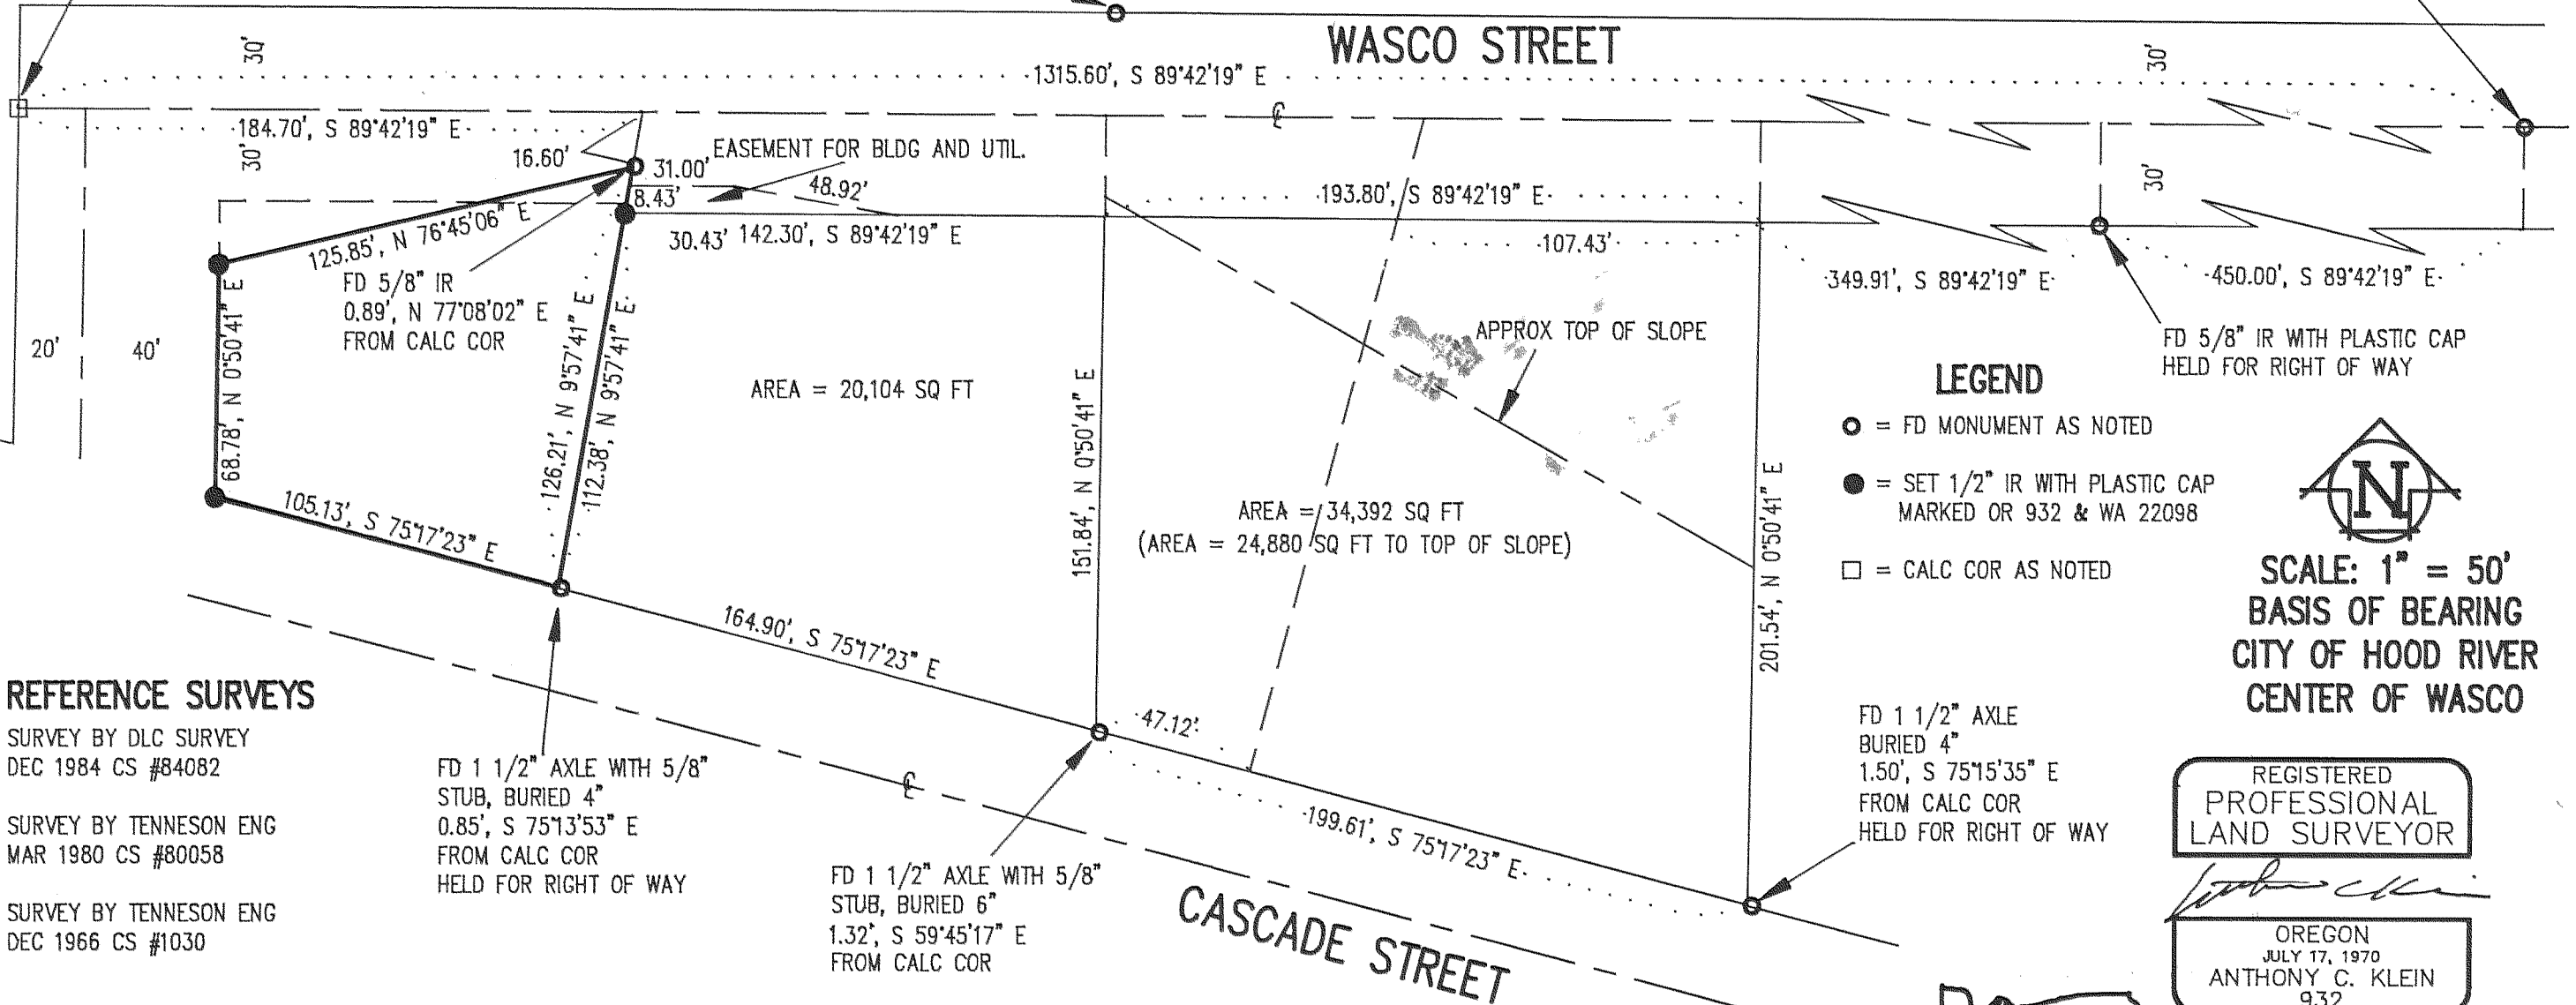 WASCO STREET
30'
1315.60', S 89°42'19" E
30'
184.70', S 89°42'19" E
30'
16.60'
31.00'
EASEMENT FOR BLDG AND UTIL.
8.43'
48.92'
193.80', S 89°42'19" E
30'
125.85', N 76°45'06" E
30.43'
142.30', S 89°42'19" E
107.43'
349.91', S 89°42'19" E
450.00', S 89°42'19" E
FD 5/8" IR
0.89', N 77°08'02" E
FROM CALC COR
FD 5/8" IR WITH PLASTIC CAP
HELD FOR RIGHT OF WAY
20'
40'
68.78', N 0°50'41" E
126.21', N 9°57'41" E
112.38', N 9°57'41" E
AREA = 20,104 SQ FT
151.84', N 0°50'41" E
APPROX TOP OF SLOPE
AREA = 34,392 SQ FT
(AREA = 24,880 SQ FT TO TOP OF SLOPE)
201.54', N 0°50'41" E
105.13', S 75°17'23" E
164.90', S 75°17'23" E
47.12'
199.61', S 75°17'23" E
LEGEND
= FD MONUMENT AS NOTED
= SET 1/2" IR WITH PLASTIC CAP
MARKED OR 932 & WA 22098
= CALC COR AS NOTED
N
SCALE: 1" = 50'
BASIS OF BEARING
CITY OF HOOD RIVER
CENTER OF WASCO
REFERENCE SURVEYS
SURVEY BY DLC SURVEY
DEC 1984 CS #84082
SURVEY BY TENNESON ENG
MAR 1980 CS #80058
SURVEY BY TENNESON ENG
DEC 1966 CS #1030
FD 1 1/2" AXLE WITH 5/8"
STUB, BURIED 4"
0.85', S 75°13'53" E
FROM CALC COR
HELD FOR RIGHT OF WAY
FD 1 1/2" AXLE WITH 5/8"
STUB, BURIED 6"
1.32', S 59°45'17" E
FROM CALC COR
FD 1 1/2" AXLE
BURIED 4"
1.50', S 75°15'35" E
FROM CALC COR
HELD FOR RIGHT OF WAY
CASCADE STREET
REGISTERED
PROFESSIONAL
LAND SURVEYOR
OREGON
JULY 17, 1970
ANTHONY C. KLEIN
932